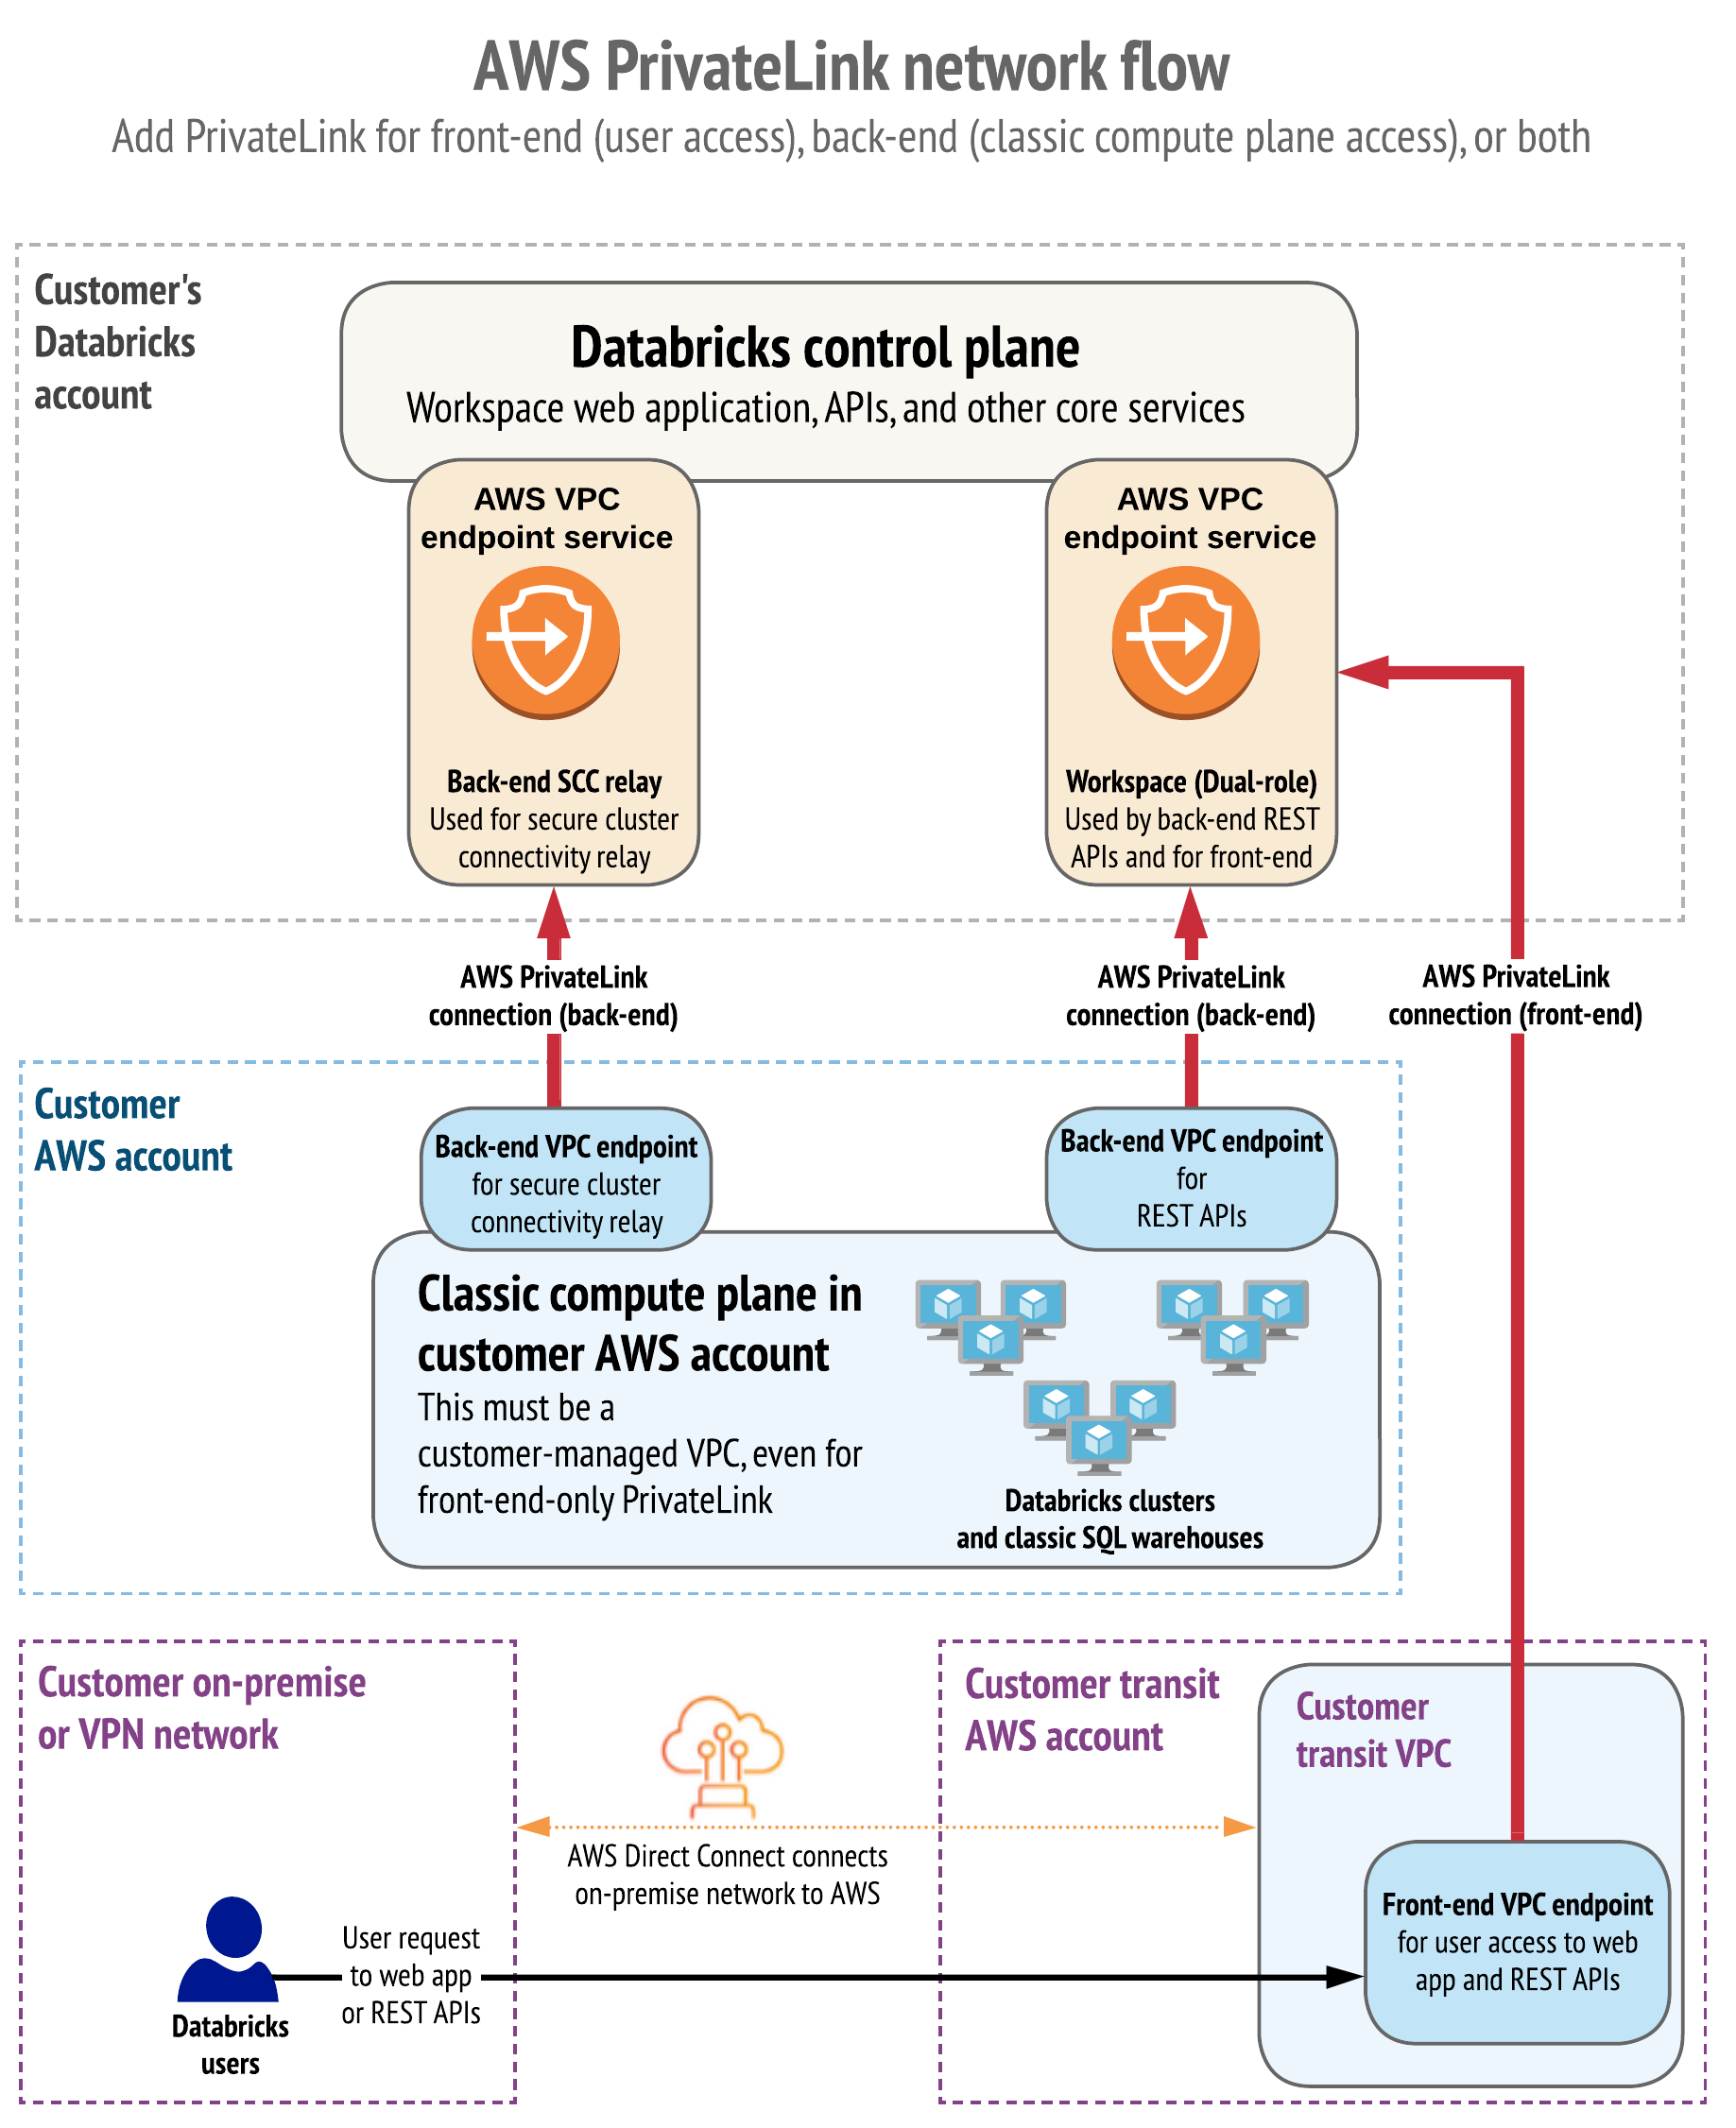 AWS PrivateLink network flow
Add PrivateLink for front-end (user access), back-end (classic compute plane access), or both
Customer's
Databricks
account
Databricks control plane
Workspace web application, APIs, and other core services
AWS VPC
endpoint service
Back-end SCC relay
Used for secure cluster
connectivity relay
AWS VPC
endpoint service
Workspace (Dual-role)
Used by back-end REST
APIs and for front-end
AWS PrivateLink
connection (back-end)
AWS PrivateLink
connection (back-end)
AWS PrivateLink
connection (front-end)
Customer
AWS account
Back-end VPC endpoint
for secure cluster
connectivity relay
Back-end VPC endpoint
for
REST APIs
Classic compute plane in
customer AWS account
This must be a
customer-managed VPC, even for
front-end-only PrivateLink
Databricks clusters
and classic SQL warehouses
Customer on-premise
or VPN network
AWS Direct Connect connects
on-premise network to AWS
Customer transit
AWS account
Customer
transit VPC
Front-end VPC endpoint
for user access to web
app and REST APIs
User request
to web app
or REST APIs
Databricks
users